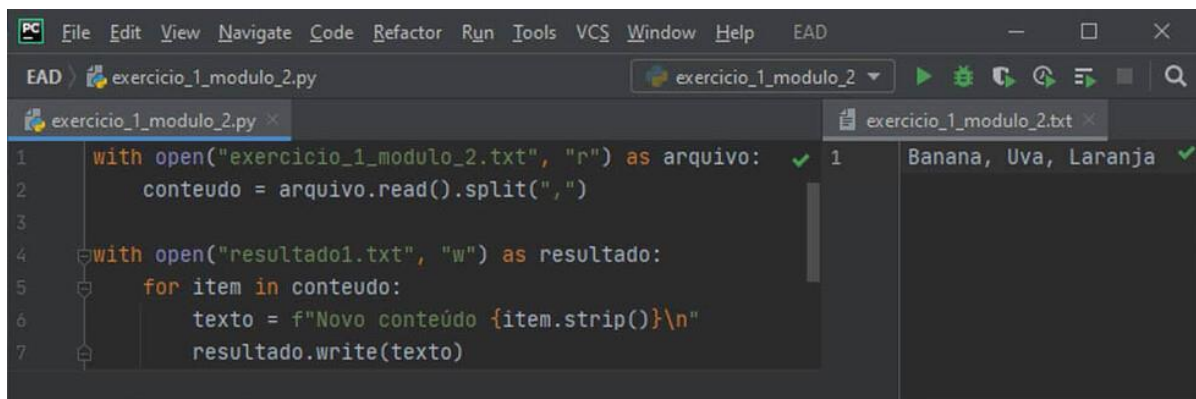 PC File Edit View Navigate Code Refactor Run Tools VCS Window Help EAD
EAD exercicio_1_modulo_2.py exercicio_1_modulo_2
exercicio_1_modulo_2.py
1 with open("exercicio_1_modulo_2.txt", "r") as arquivo:
2 conteudo = arquivo.read().split(",")
3
4 with open("resultado1.txt", "w") as resultado:
5 for item in conteudo:
6 texto = f"Novo conteúdo {item.strip()}\n"
7 resultado.write(texto)
exercicio_1_modulo_2.txt
1 Banana, Uva, Laranja